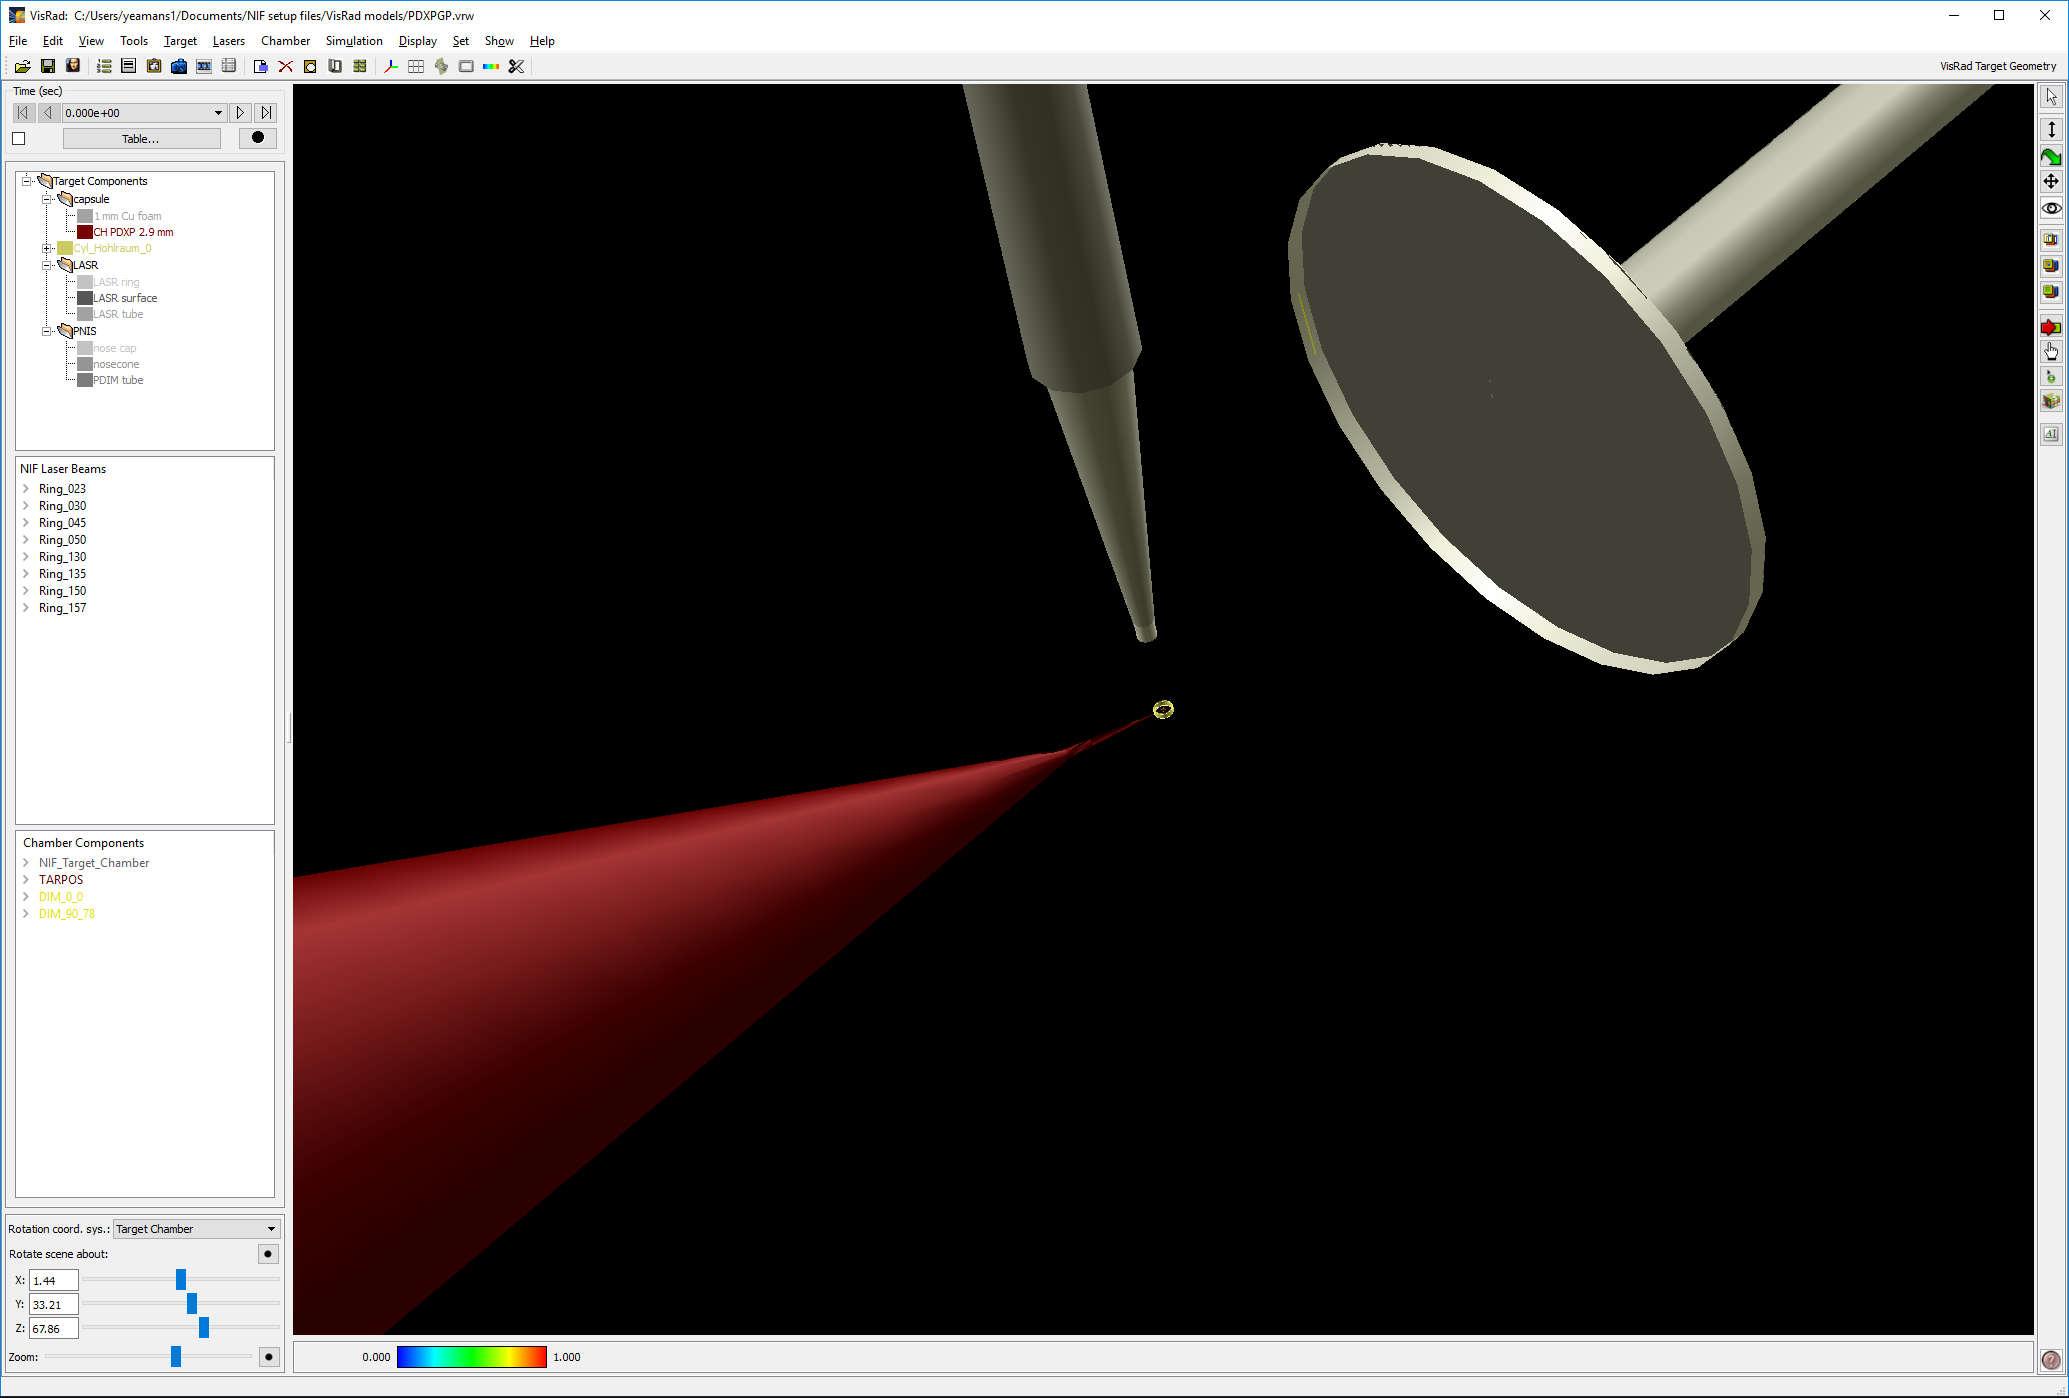 VisRad: C:/Users/yeamans1/Documents/NIF setup files/VisRad models/PDXPGP.vrw
File Edit View Tools Target Lasers Chamber Simulation Display Set Show Help
VisRad Target Geometry
Time (sec)
0.000e+00
Table...
Target Components
capsule
1 mm Cu foam
CH PDXP 2.9 mm
Cyl_Hohlraum_0
LASR
LASR ring
LASR surface
LASR tube
PNIS
nose cap
nosecone
PDIM tube
NIF Laser Beams
Ring_023
Ring_030
Ring_045
Ring_050
Ring_130
Ring_135
Ring_150
Ring_157
Chamber Components
NIF_Target_Chamber
TARPOS
DIM_0_0
DIM_90_78
Rotation coord. sys.: Target Chamber
Rotate scene about:
X: 1.44
Y: 33.21
Z: 67.86
Zoom:
0.000 1.000